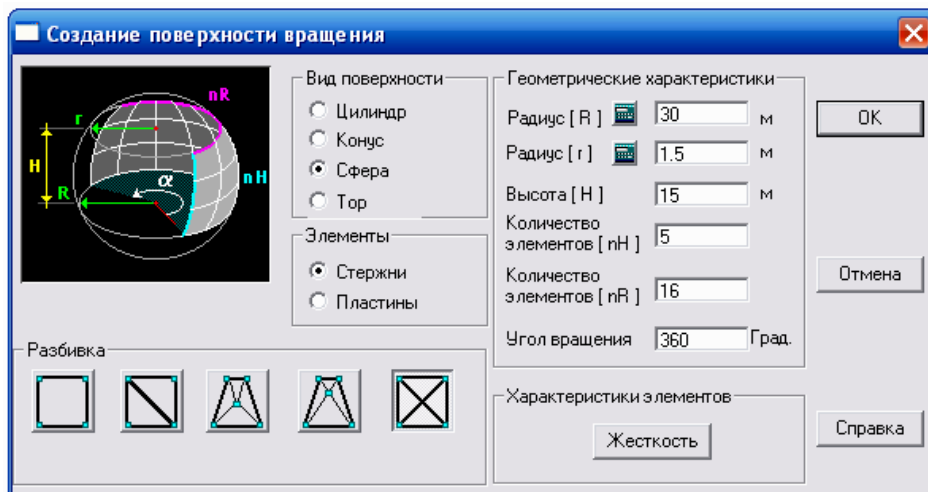 Создание поверхности вращения
nR
r
H
α
nH
R
Вид поверхности
Цилиндр
Конус
Сфера
Тор
Элементы
Стержни
Пластины
Геометрические характеристики
Радиус [ R ] 30 м
Радиус [ r ] 1.5 м
Высота [ H ] 15 м
Количество
элементов [ nH ] 5
Количество
элементов [ nR ] 16
Угол вращения 360 Град.
Разбивка
Характеристики элементов
Жесткость
OK
Отмена
Справка